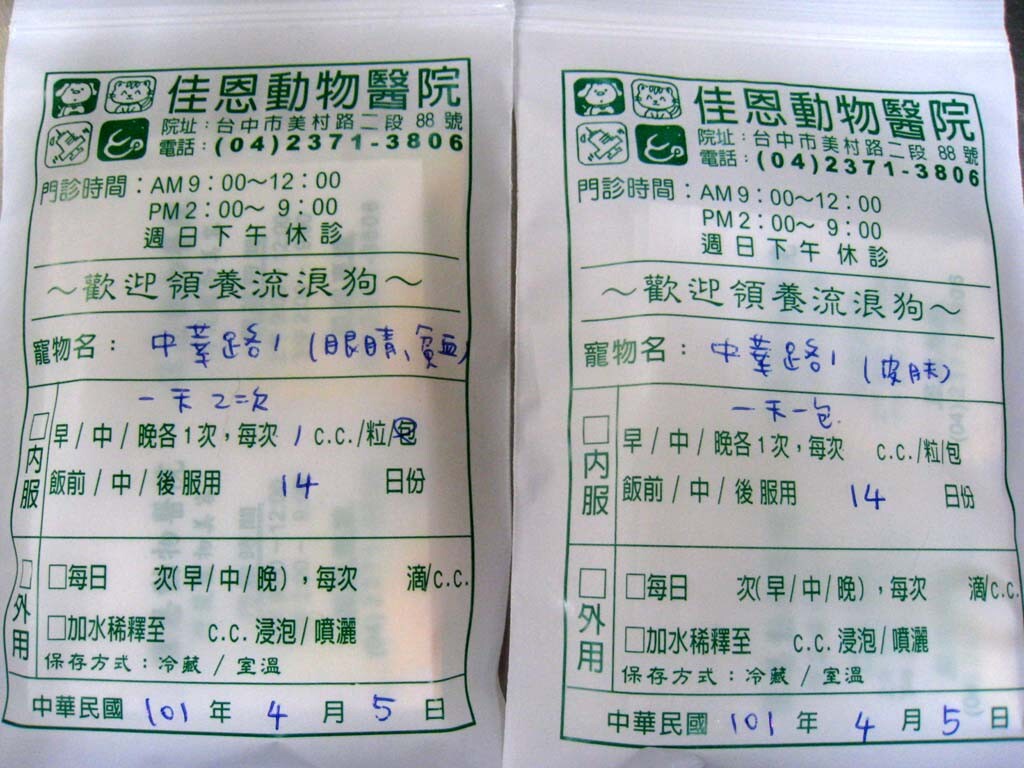 佳恩動物醫院
院址：台中市美村路二段 88 號
電話：(04)2371-3806
門診時間：AM 9：00～12：00
PM 2：00～ 9：00
週日下午休診
～歡迎領養流浪狗～
寵物名： 中華路1 (眼睛、貧血)
一天2=次
□內服
早/中/晚各1次，每次 1 c.c./粒/包
飯前/中/後服用 14 日份
□外用
□每日 次(早/中/晚)，每次 滴/c.c.
□加水稀釋至 c.c.浸泡/噴灑
保存方式：冷藏 / 室溫
中華民國 101 年 4 月 5 日
佳恩動物醫院
院址：台中市美村路二段 88 號
電話：(04)2371-3806
門診時間：AM 9：00～12：00
PM 2：00～ 9：00
週日下午休診
～歡迎領養流浪狗～
寵物名： 中華路1 (皮膚)
一天一包
□內服
早/中/晚各1次，每次 c.c./粒/包
飯前/中/後服用 14 日份
□外用
□每日 次(早/中/晚)，每次 滴/c.c.
□加水稀釋至 c.c.浸泡/噴灑
保存方式：冷藏 / 室溫
中華民國 101 年 4 月 5 日